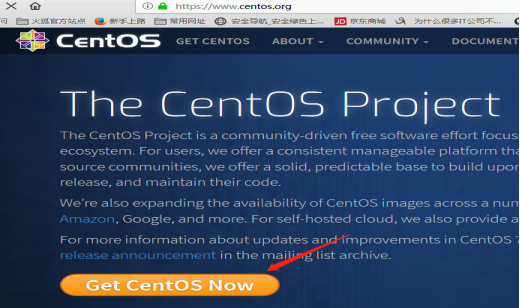 https://www.centos.org
火狐官方站点 新手上路 常用网址 安全导航_安全绿色上... JD 京东商城 为什么很多IT公司不...
CentOS GET CENTOS ABOUT COMMUNITY DOCUMENT
The CentOS Project
The CentOS Project is a community-driven free software effort focus
ecosystem. For users, we offer a consistent manageable platform tha
source communities, we offer a solid, predictable base to build upon
release, and maintain their code.
We're also expanding the availability of CentOS images across a num
Amazon, Google, and more. For self-hosted cloud, we also provide a
For more information about updates and improvements in CentOS 7
release announcement in the mailing list archive.
Get CentOS Now